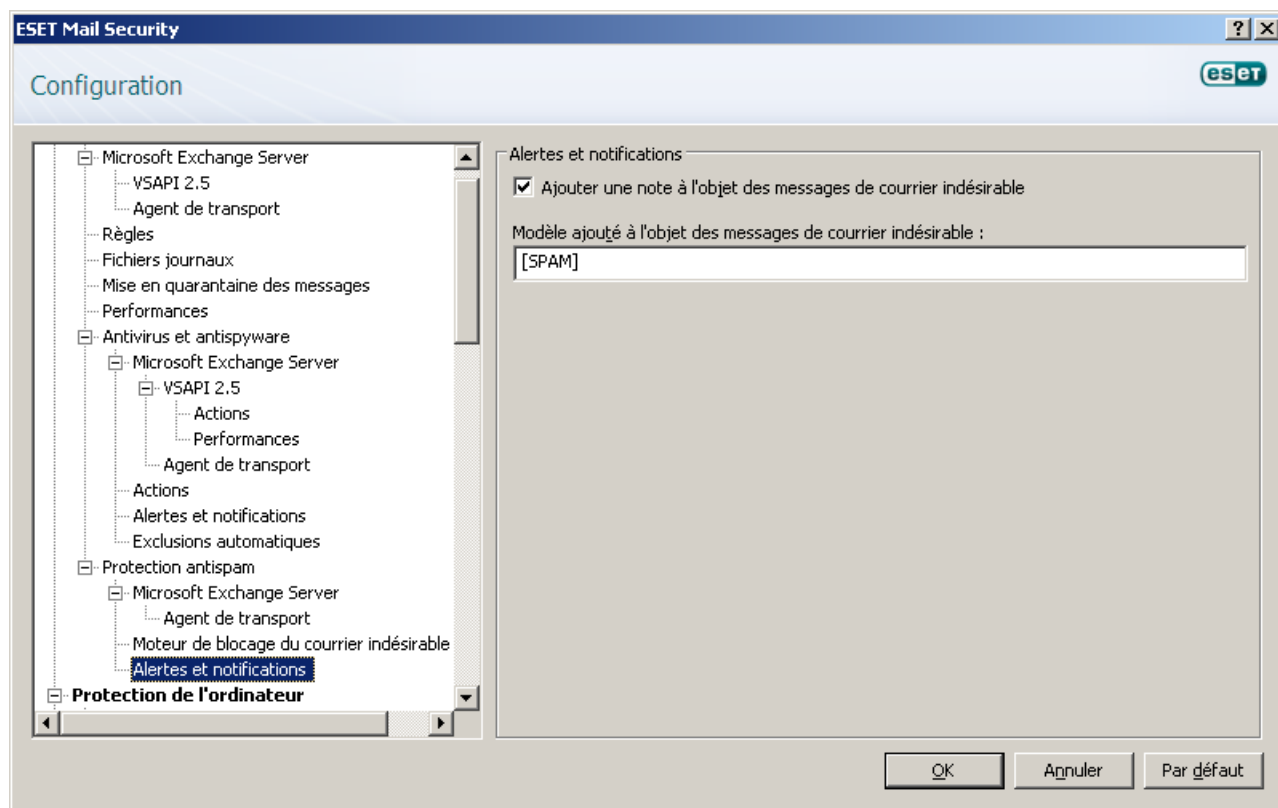 ESET Mail Security
Configuration
eset
Microsoft Exchange Server
VSAPI 2.5
Agent de transport
Règles
Fichiers journaux
Mise en quarantaine des messages
Performances
Antivirus et antispyware
Microsoft Exchange Server
VSAPI 2.5
Actions
Performances
Agent de transport
Actions
Alertes et notifications
Exclusions automatiques
Protection antispam
Microsoft Exchange Server
Agent de transport
Moteur de blocage du courrier indésirable
Alertes et notifications
Protection de l'ordinateur
Alertes et notifications
Ajouter une note à l'objet des messages de courrier indésirable
Modèle ajouté à l'objet des messages de courrier indésirable :
[SPAM]
OK
Annuler
Par défaut